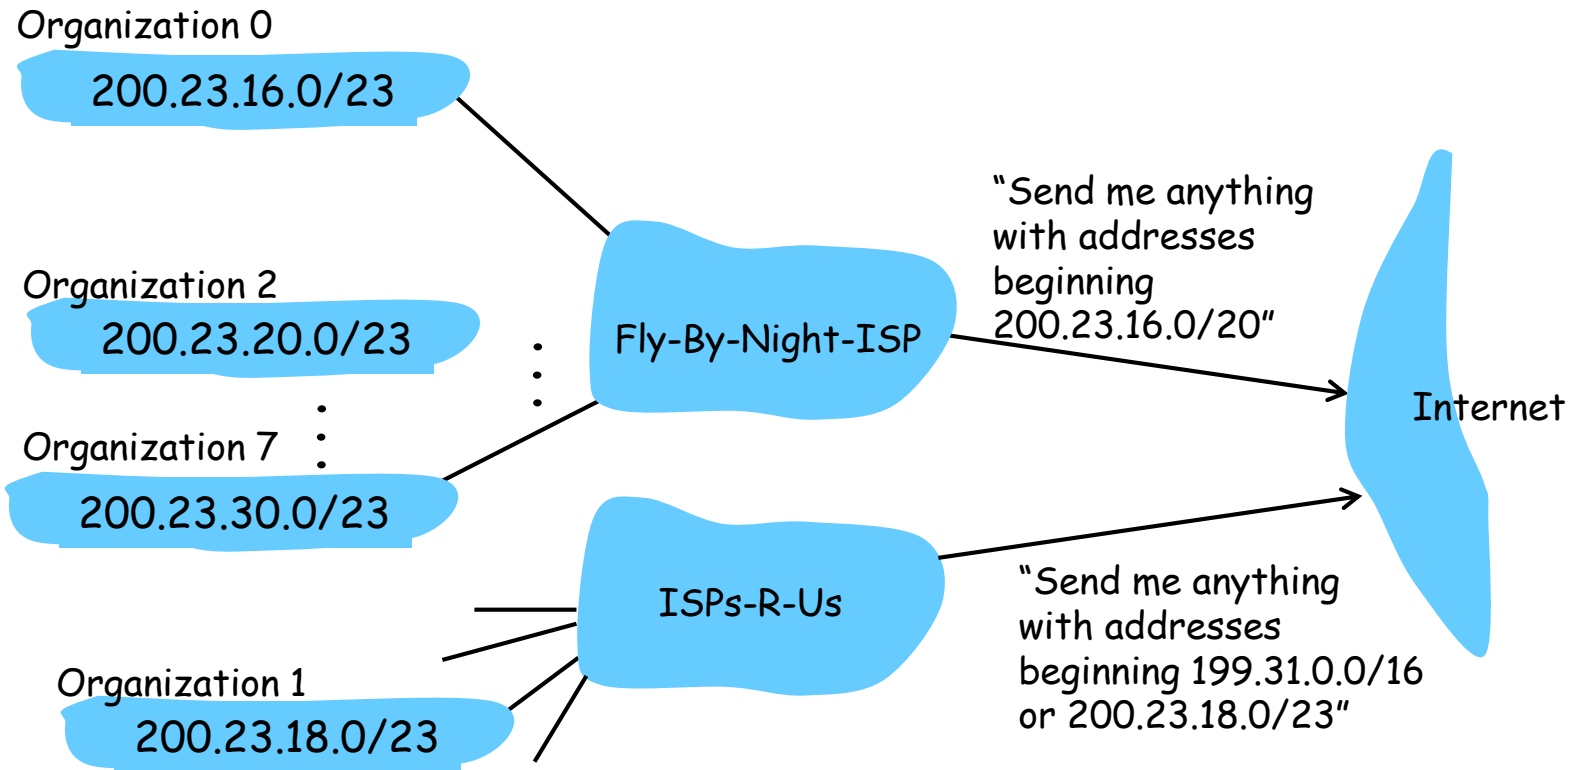 Organization 0
200.23.16.0/23
Organization 2
200.23.20.0/23
Organization 7
200.23.30.0/23
Organization 1
200.23.18.0/23
Fly-By-Night-ISP
ISPs-R-Us
“Send me anything
with addresses
beginning
200.23.16.0/20”
“Send me anything
with addresses
beginning 199.31.0.0/16
or 200.23.18.0/23”
Internet